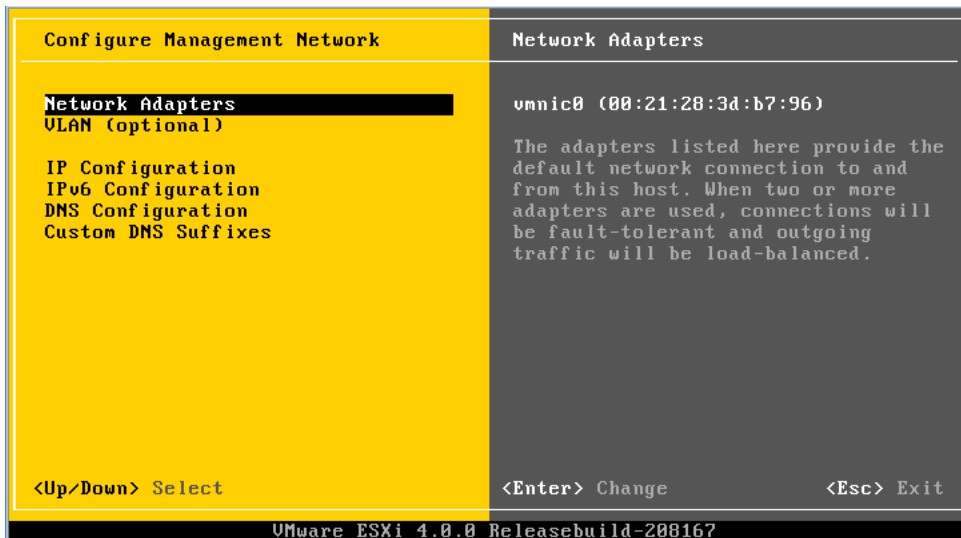 Configure Management Network
Network Adapters
VLAN (optional)
IP Configuration
IPv6 Configuration
DNS Configuration
Custom DNS Suffixes
<Up/Down> Select
Network Adapters
vmnic0 (00:21:28:3d:b7:96)
The adapters listed here provide the
default network connection to and
from this host. When two or more
adapters are used, connections will
be fault-tolerant and outgoing
traffic will be load-balanced.
<Enter> Change
<Esc> Exit
VMware ESXi 4.0.0 Releasebuild-208167